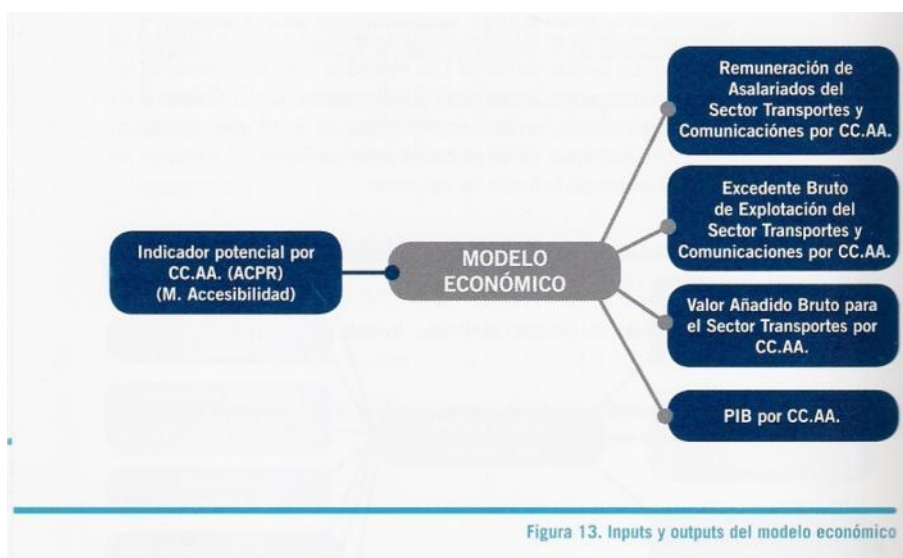 Remuneración de
Asalariados del
Sector Transportes y
Comunicaciónes por CC.AA.
Excedente Bruto
de Explotación del
Sector Transportes y
Comunicaciones por CC.AA.
Indicador potencial por
CC.AA. (ACPR)
(M. Accesibilidad)
MODELO
ECONÓMICO
Valor Añadido Bruto para
el Sector Transportes por
CC.AA.
PIB por CC.AA.
Figura 13. Inputs y outputs del modelo económico